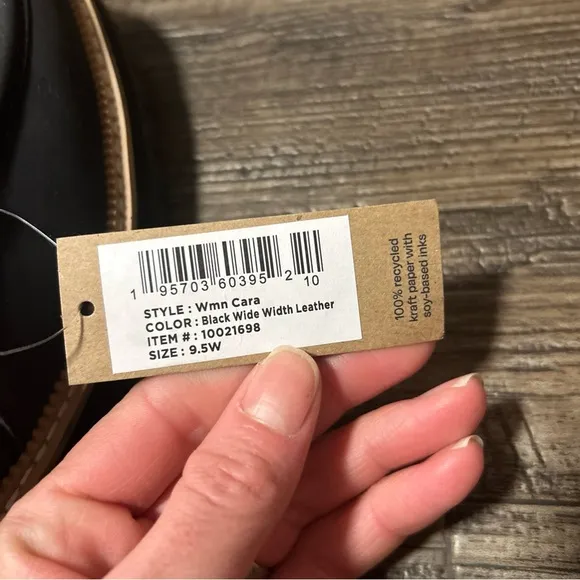 1 95703 60395 2 10
STYLE : Wmn Cara
COLOR : Black Wide Width Leather
ITEM # : 10021698
SIZE : 9.5W
100% recycled
kraft paper with
soy-based inks